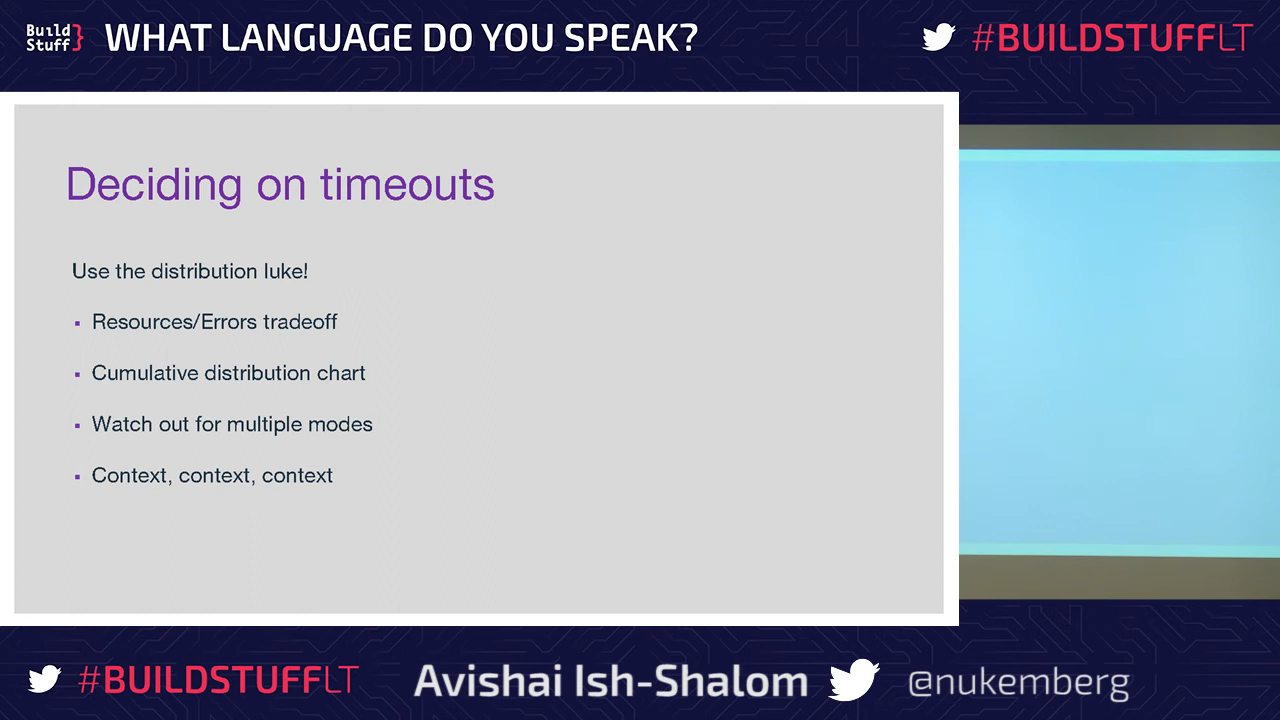 Build
Stuff}
WHAT LANGUAGE DO YOU SPEAK?
#BUILDSTUFFLT
Deciding on timeouts
Use the distribution luke!
▪ Resources/Errors tradeoff
▪ Cumulative distribution chart
▪ Watch out for multiple modes
▪ Context, context, context
#BUILDSTUFFLT
Avishai Ish-Shalom
@nukemberg